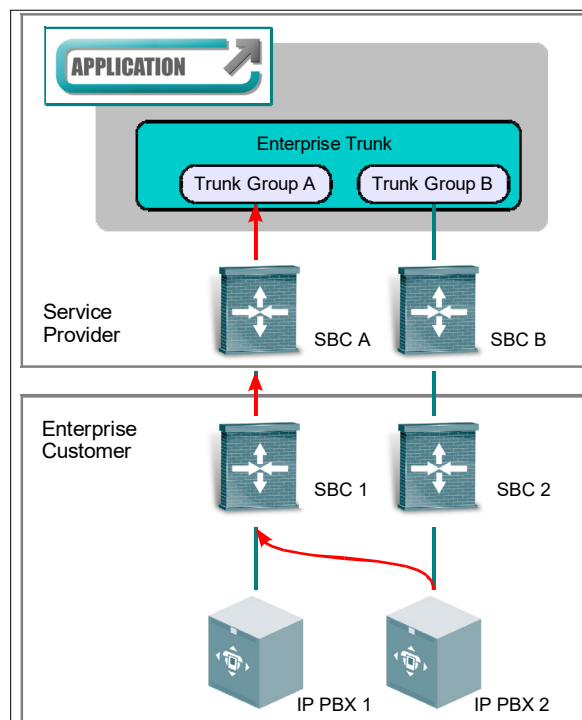 APPLICATION
Enterprise Trunk
Trunk Group A
Trunk Group B
Service
Provider
SBC A
SBC B
Enterprise
Customer
SBC 1
SBC 2
IP PBX 1
IP PBX 2